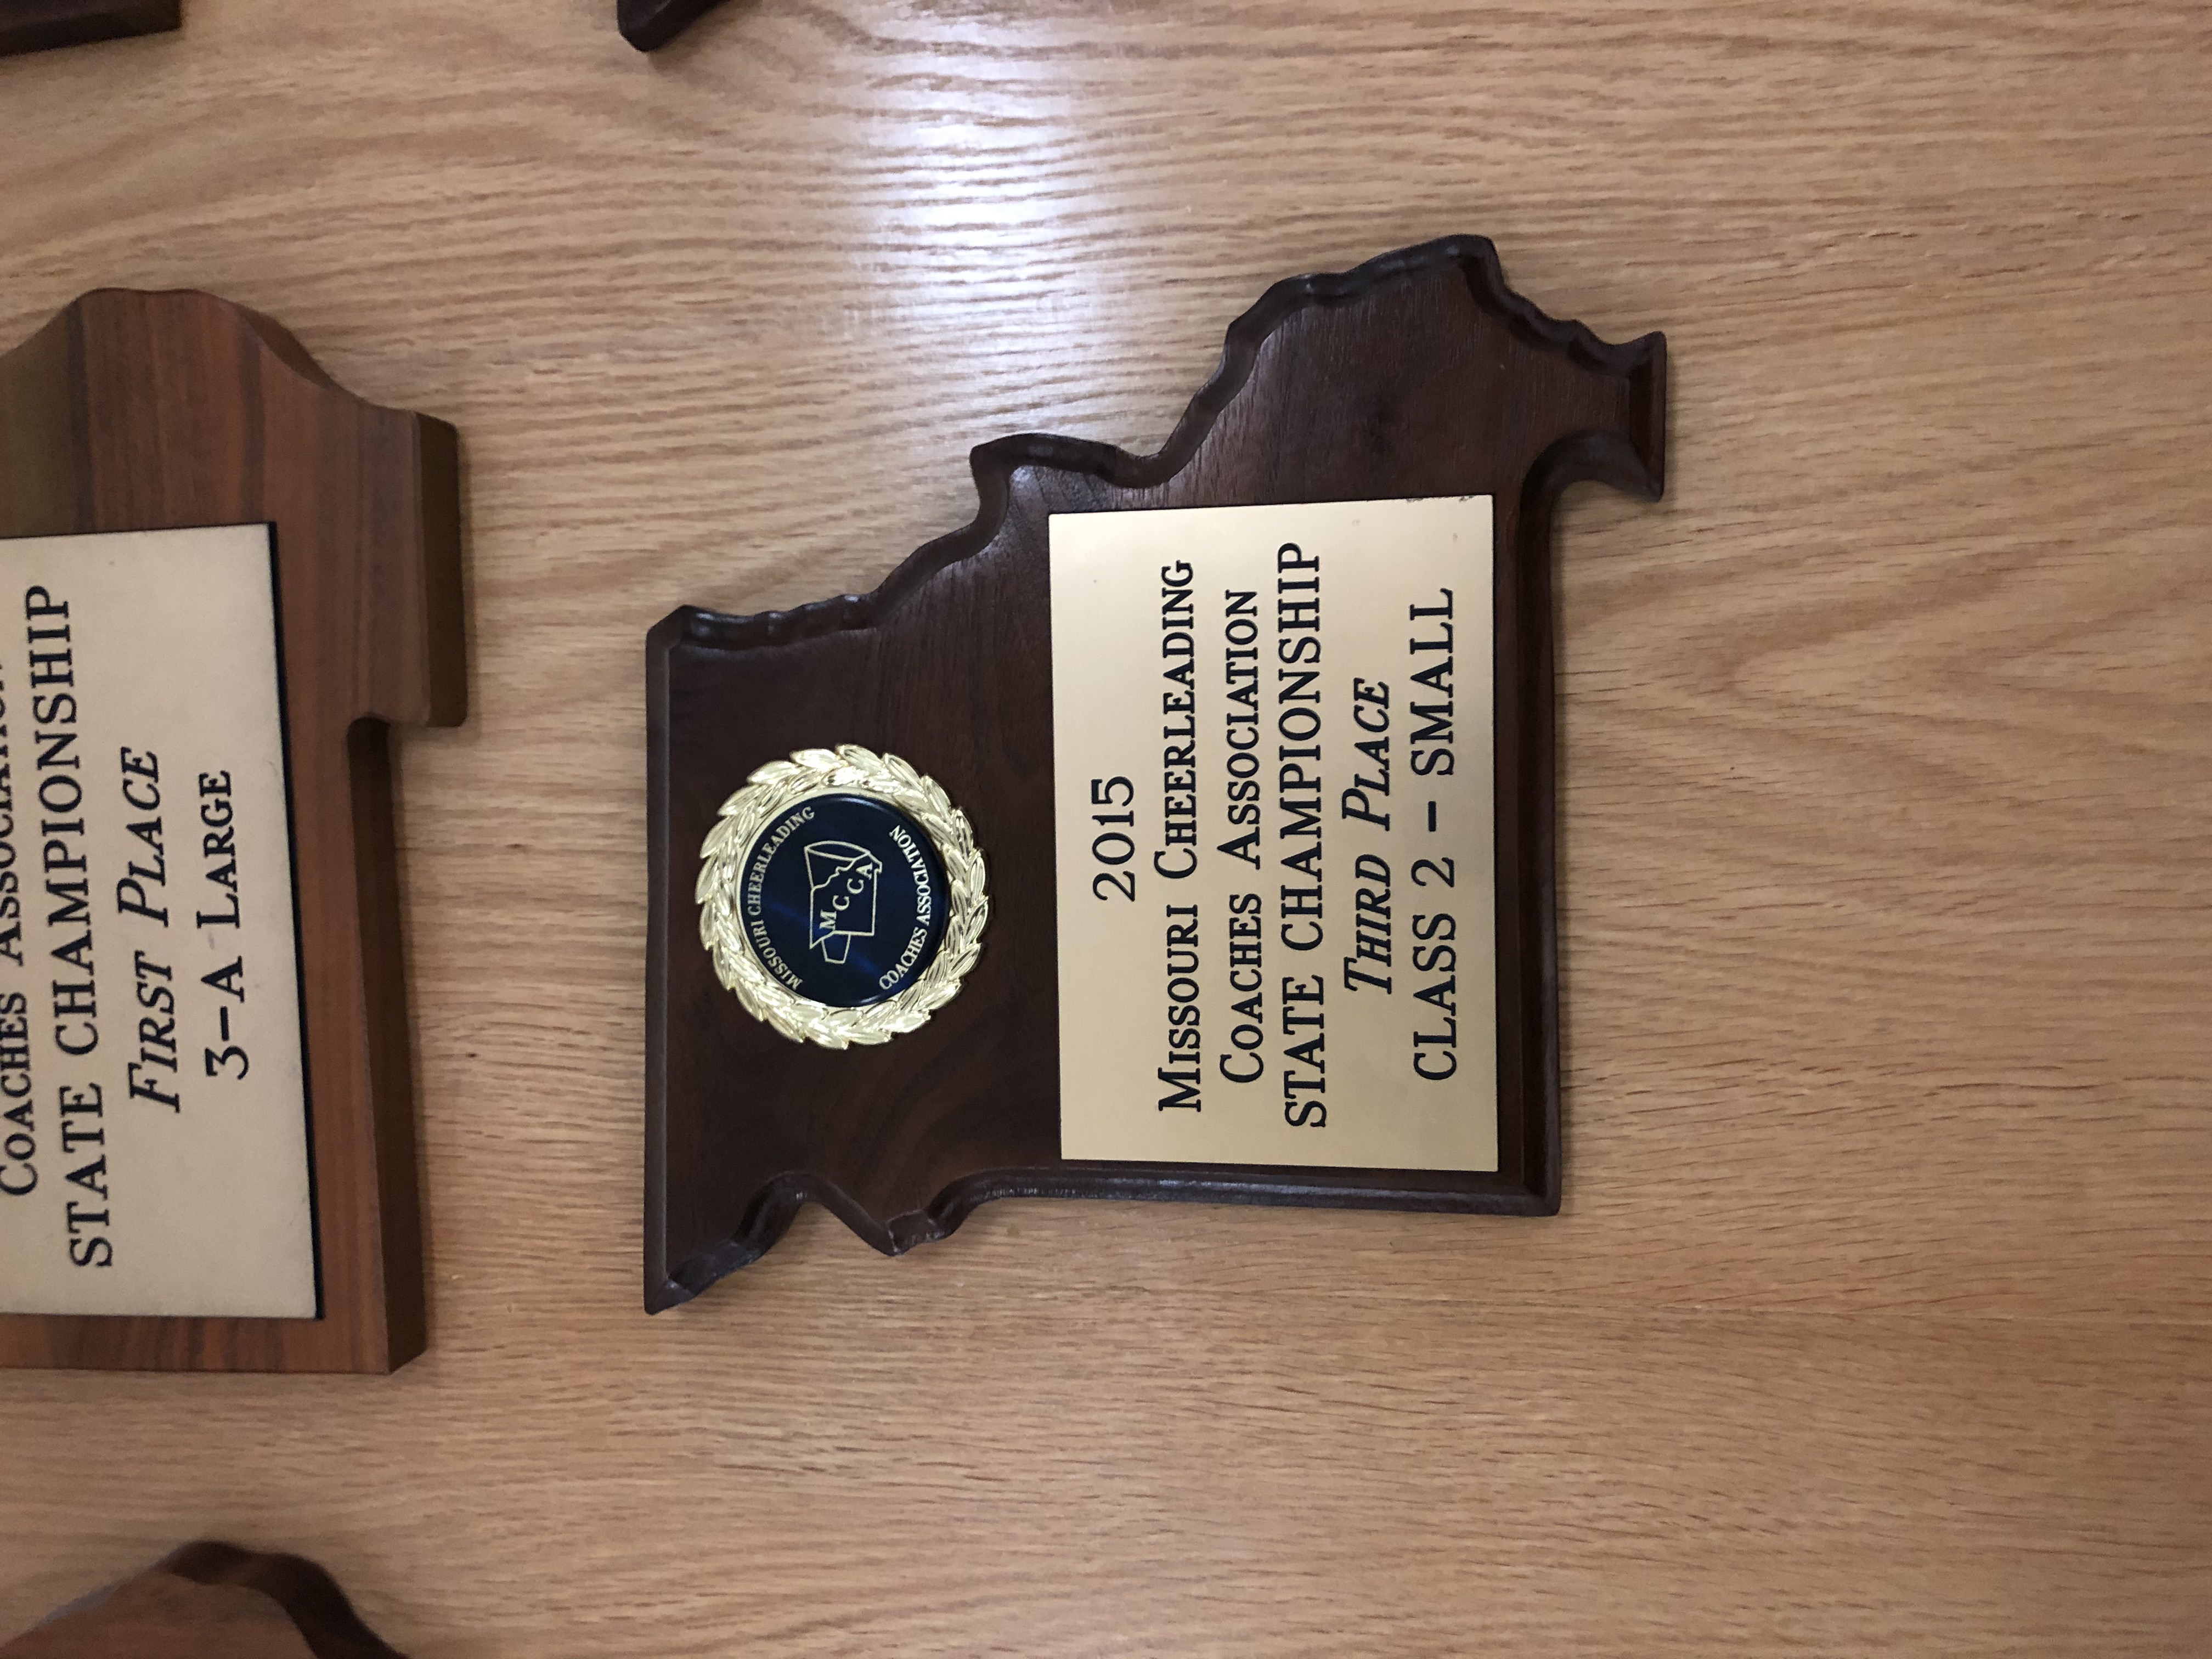 COACHES ASSOCIATION
STATE CHAMPIONSHIP
FIRST PLACE
3-A LARGE
MISSOURI CHEERLEADING
MCCA
COACHES ASSOCIATION
2015
MISSOURI CHEERLEADING
COACHES ASSOCIATION
STATE CHAMPIONSHIP
THIRD PLACE
CLASS 2 - SMALL